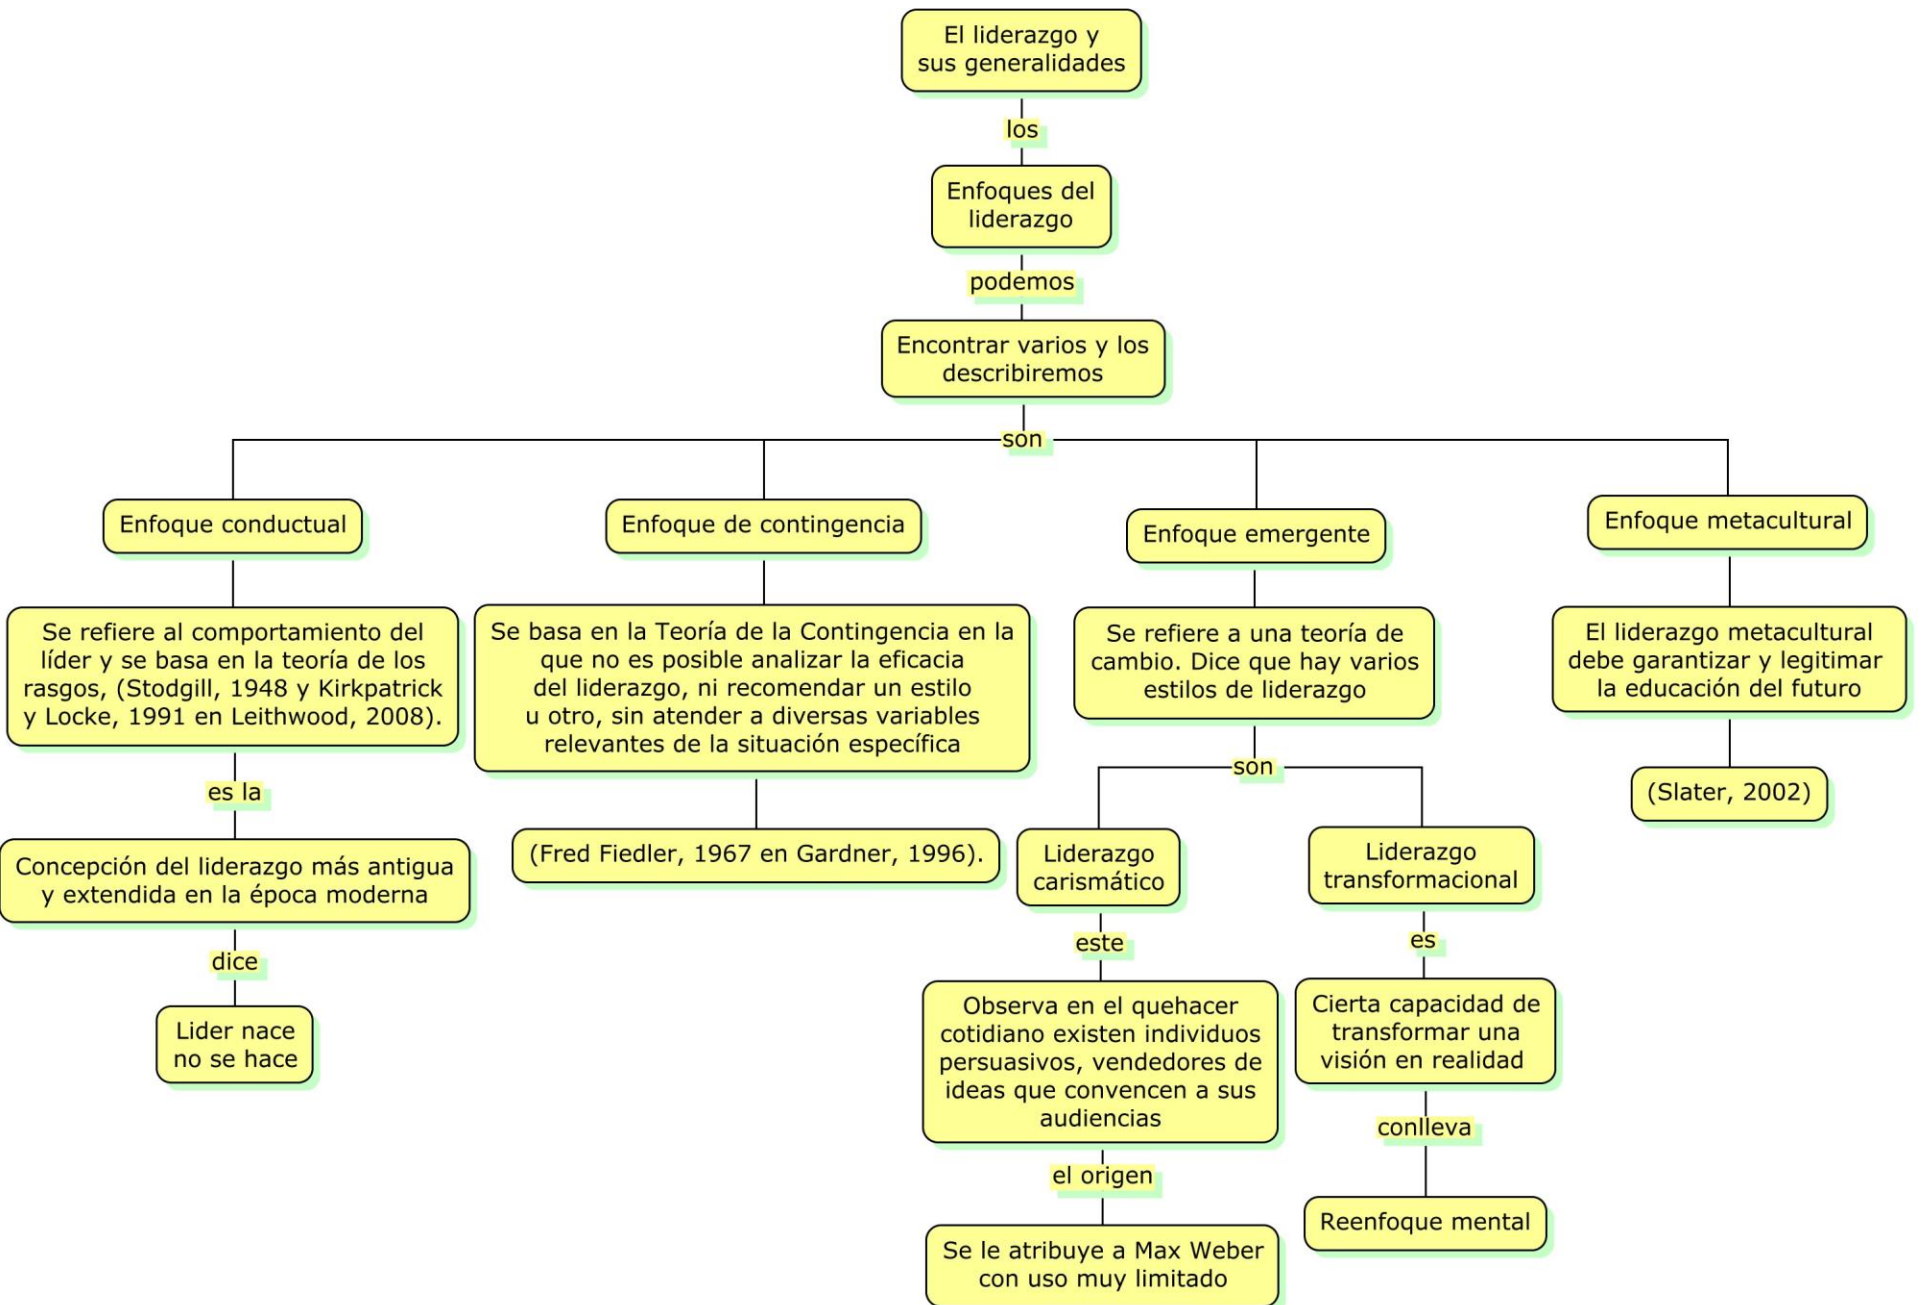 El liderazgo y
sus generalidades
los
Enfoques del
liderazgo
podemos
Encontrar varios y los
describiremos
son
Enfoque conductual
Se refiere al comportamiento del
líder y se basa en la teoría de los
rasgos, (Stodgill, 1948 y Kirkpatrick
y Locke, 1991 en Leithwood, 2008).
es la
Concepción del liderazgo más antigua
y extendida en la época moderna
dice
Lider nace
no se hace
Enfoque de contingencia
Se basa en la Teoría de la Contingencia en la
que no es posible analizar la eficacia
del liderazgo, ni recomendar un estilo
u otro, sin atender a diversas variables
relevantes de la situación específica
(Fred Fiedler, 1967 en Gardner, 1996).
Enfoque emergente
Se refiere a una teoría de
cambio. Dice que hay varios
estilos de liderazgo
son
Liderazgo
carismático
este
Observa en el quehacer
cotidiano existen individuos
persuasivos, vendedores de
ideas que convencen a sus
audiencias
el origen
Se le atribuye a Max Weber
con uso muy limitado
Liderazgo
transformacional
es
Cierta capacidad de
transformar una
visión en realidad
conlleva
Reenfoque mental
Enfoque metacultural
El liderazgo metacultural
debe garantizar y legitimar
la educación del futuro
(Slater, 2002)